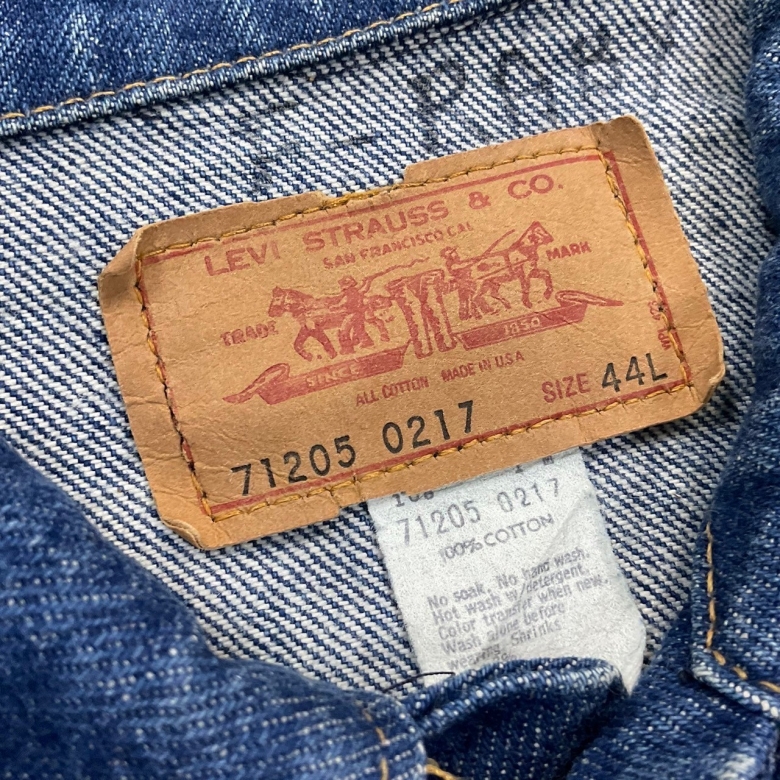 LEVI STRAUSS & CO.
SAN FRANCISCO CAL
TRADE MARK
SINCE 1850
ALL COTTON MADE IN U.S.A
SIZE 44L
71205 0217
71205 0217
100% COTTON
No soak. No hand wash.
Hot wash w/detergent.
Color transfer when new.
Wash alone before
wearing. Shrinks